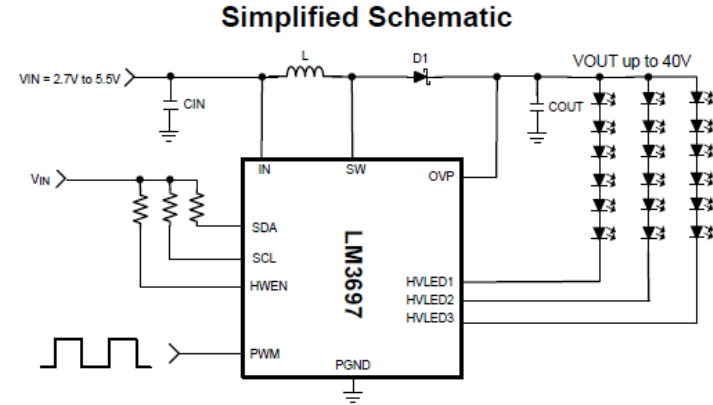 Simplified Schematic
L
D1
VOUT up to 40V
VIN = 2.7V to 5.5V
CIN
COUT
IN
SW
OVP
VIN
SDA
SCL
HWEN
LM3697
HVLED1
HVLED2
HVLED3
PWM
PGND